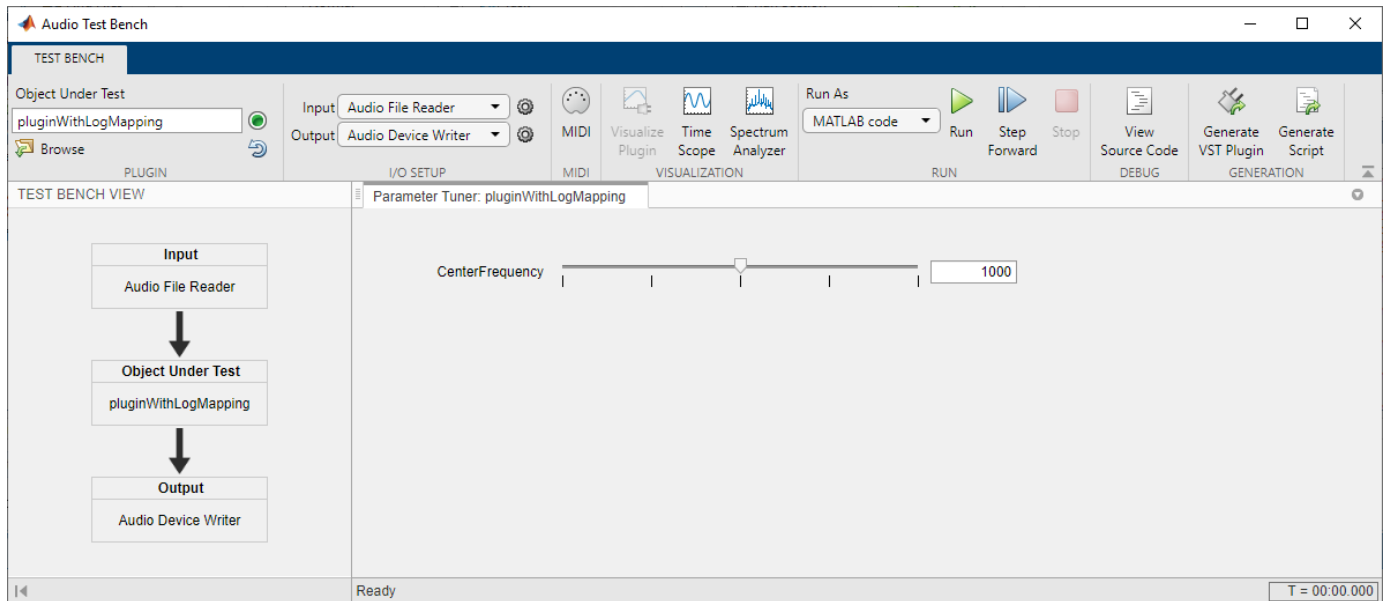 Audio Test Bench
TEST BENCH
Object Under Test
pluginWithLogMapping
Browse
PLUGIN
Input Audio File Reader
Output Audio Device Writer
I/O SETUP
MIDI
MIDI
Visualize
Plugin
Time
Scope
Spectrum
Analyzer
VISUALIZATION
Run As
MATLAB code
Run
Step
Forward
Stop
RUN
View
Source Code
DEBUG
Generate
VST Plugin
Generate
Script
GENERATION
TEST BENCH VIEW
Parameter Tuner: pluginWithLogMapping
Input
Audio File Reader
Object Under Test
pluginWithLogMapping
Output
Audio Device Writer
CenterFrequency 1000
Ready
T = 00:00.000